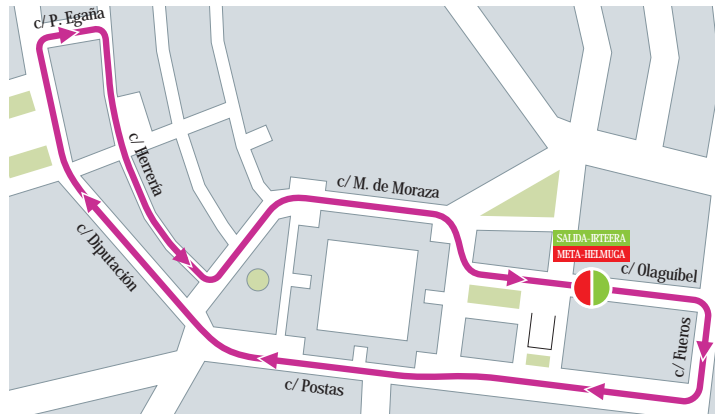 c/ P. Egaña
c/ Herrería
c/ M. de Moraza
c/ Diputación
SALIDA-IRTEERA
META-HELMUGA
c/ Olaguíbel
c/ Fueros
c/ Postas